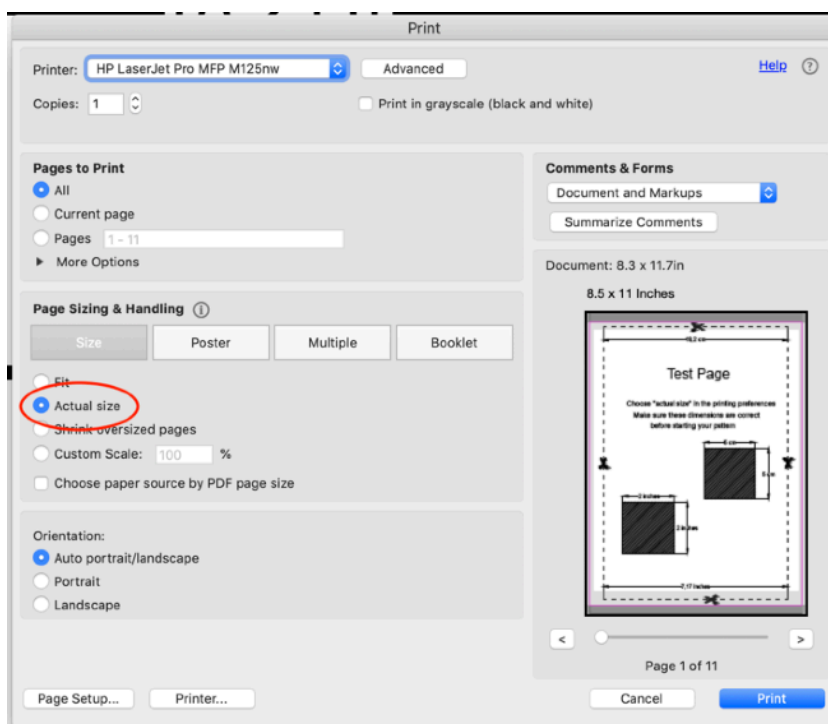 Print
Printer: HP LaserJet Pro MFP M125nw Advanced Help ?
Copies: 1 Print in grayscale (black and white)
Pages to Print
All
Current page
Pages 1 - 11
More Options
Comments & Forms
Document and Markups
Summarize Comments
Document: 8.3 x 11.7in
8.5 x 11 Inches
Page Sizing & Handling i
Size Poster Multiple Booklet
Fit
Actual size
Shrink oversized pages
Custom Scale: 100 %
Choose paper source by PDF page size
Orientation:
Auto portrait/landscape
Portrait
Landscape
Test Page
Choose "actual size" in the printing preferences
Make sure these dimensions are correct
before starting your pattern
2 inches
2 inches
7,17 inches
< >
Page 1 of 11
Page Setup... Printer... Cancel Print